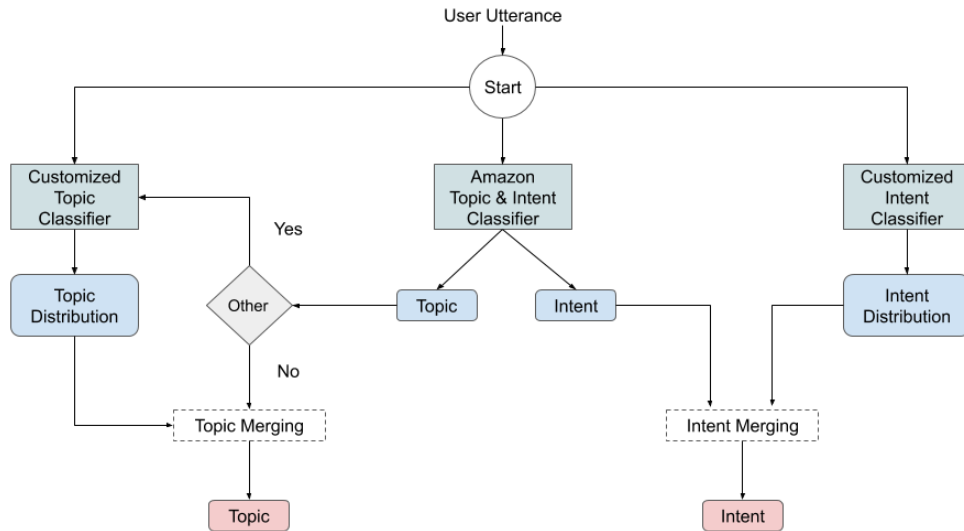 User Utterance
Start
Customized
Topic
Classifier
Amazon
Topic & Intent
Classifier
Customized
Intent
Classifier
Yes
Topic
Distribution
Other
Topic
Intent
Intent
Distribution
No
Topic Merging
Intent Merging
Topic
Intent